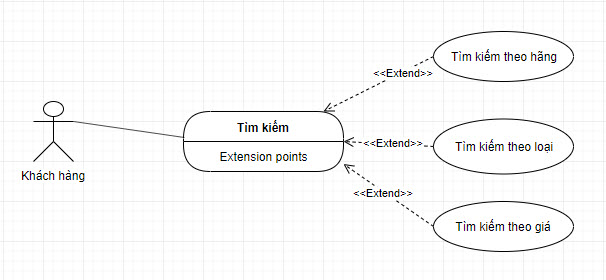 Tìm kiếm theo hãng
<<Extend>>
Tìm kiếm
Extension points
<<Extend>>
Tìm kiếm theo loại
Khách hàng
<<Extend>>
Tìm kiếm theo giá